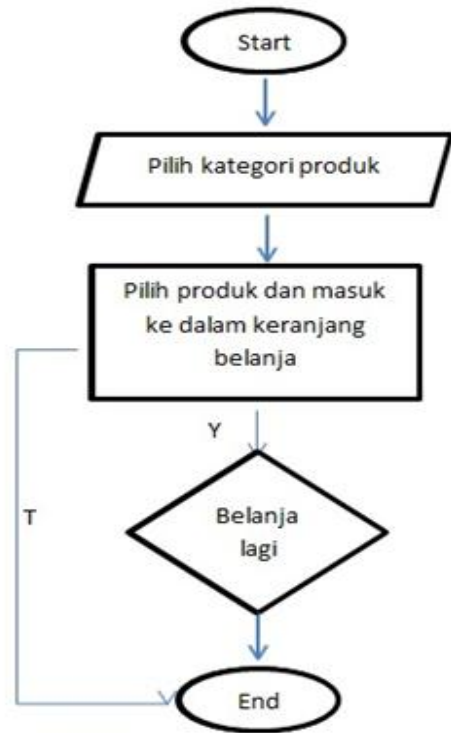 Start
Pilih kategori produk
Pilih produk dan masuk
ke dalam keranjang
belanja
Y
T
Belanja
lagi
End